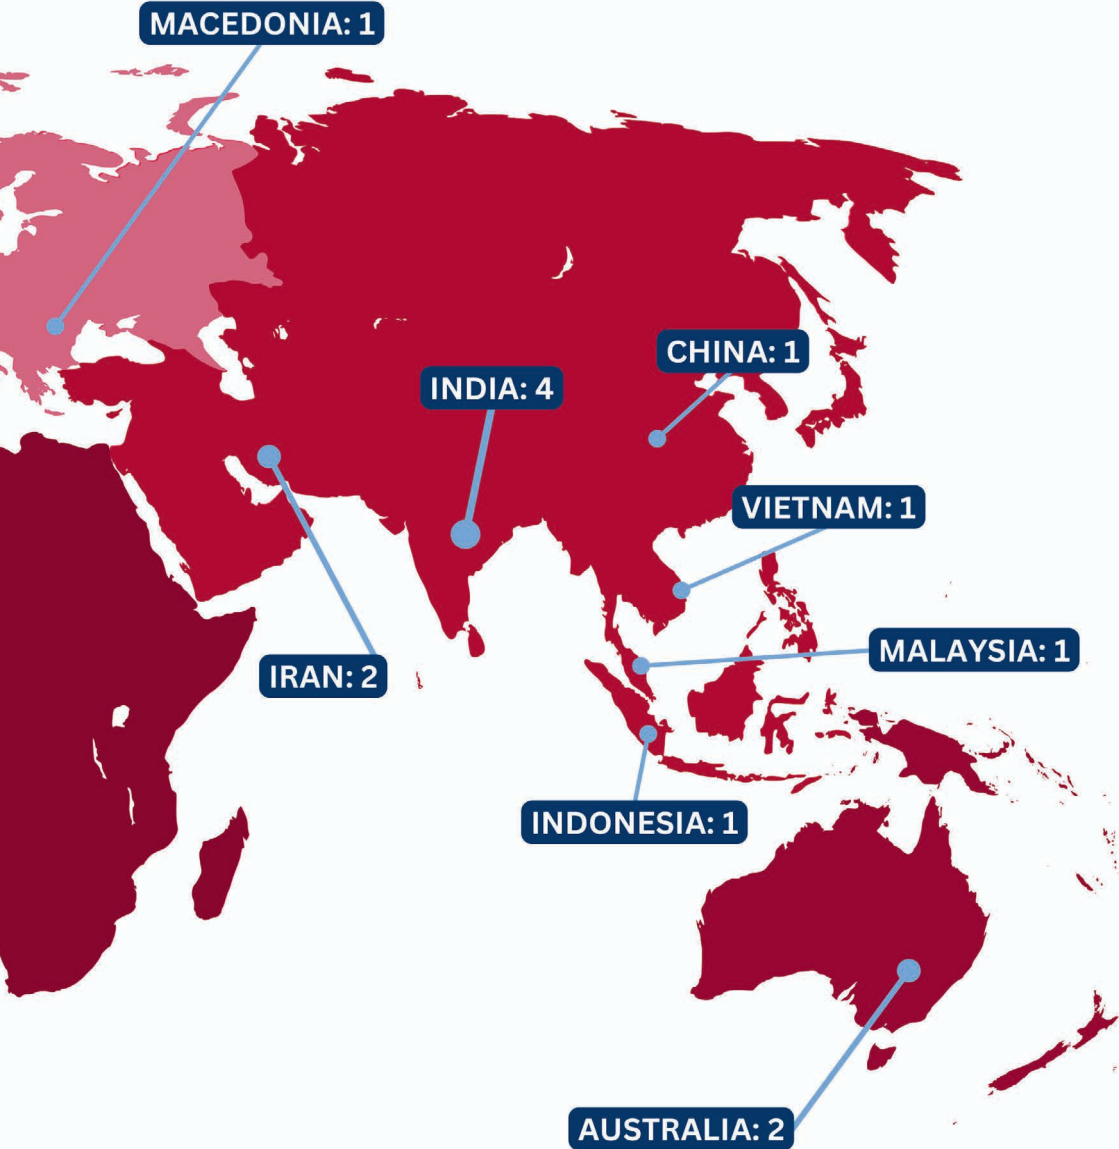 MACEDONIA: 1
CHINA: 1
INDIA: 4
VIETNAM: 1
MALAYSIA: 1
IRAN: 2
INDONESIA: 1
AUSTRALIA: 2